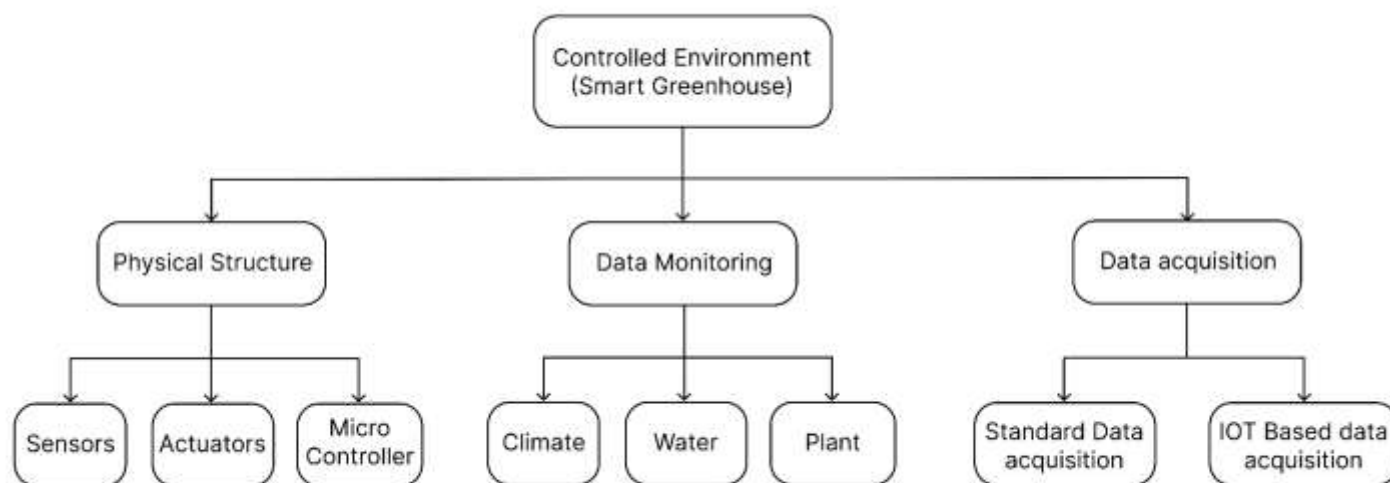 Controlled Environment
(Smart Greenhouse)
Physical Structure
Data Monitoring
Data acquisition
Sensors
Actuators
Micro
Controller
Climate
Water
Plant
Standard Data
acquisition
IOT Based data
acquisition